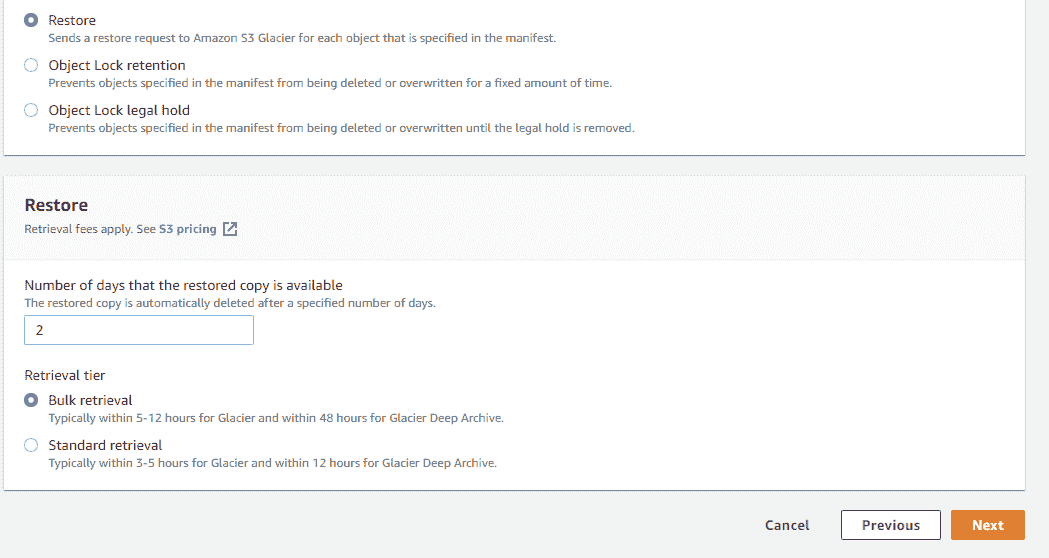 Restore
Sends a restore request to Amazon S3 Glacier for each object that is specified in the manifest.
Object Lock retention
Prevents objects specified in the manifest from being deleted or overwritten for a fixed amount of time.
Object Lock legal hold
Prevents objects specified in the manifest from being deleted or overwritten until the legal hold is removed.
Restore
Retrieval fees apply. See S3 pricing
Number of days that the restored copy is available
The restored copy is automatically deleted after a specified number of days.
2
Retrieval tier
Bulk retrieval
Typically within 5-12 hours for Glacier and within 48 hours for Glacier Deep Archive.
Standard retrieval
Typically within 3-5 hours for Glacier and within 12 hours for Glacier Deep Archive.
Cancel Previous Next